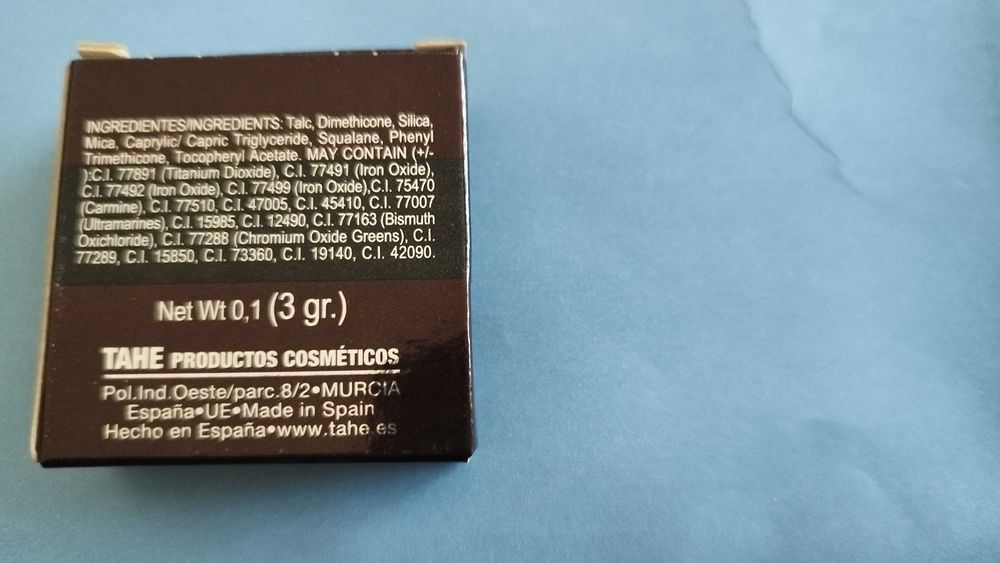 INGREDIENTES/INGREDIENTS: Talc, Dimethicone, Silica,
Mica, Caprylic/ Capric Triglyceride, Squalane, Phenyl
Trimethicone, Tocopheryl Acetate. MAY CONTAIN (+/-
):C.I. 77891 (Titanium Dioxide), C.I. 77491 (Iron Oxide),
C.I. 77492 (Iron Oxide), C.I. 77499 (Iron Oxide),C.I. 75470
(Carmine), C.I. 77510, C.I. 47005, C.I. 45410, C.I. 77007
(Ultramarines), C.I. 15985, C.I. 12490, C.I. 77163 (Bismuth
Oxichloride), C.I. 77288 (Chromium Oxide Greens), C.I.
77289, C.I. 15850, C.I. 73360, C.I. 19140, C.I. 42090.
Net Wt 0,1 (3 gr.)
TAHE PRODUCTOS COSMÉTICOS
Pol.Ind.Oeste/parc.8/2•MURCIA
España•UE•Made in Spain
Hecho en España•www.tahe.es